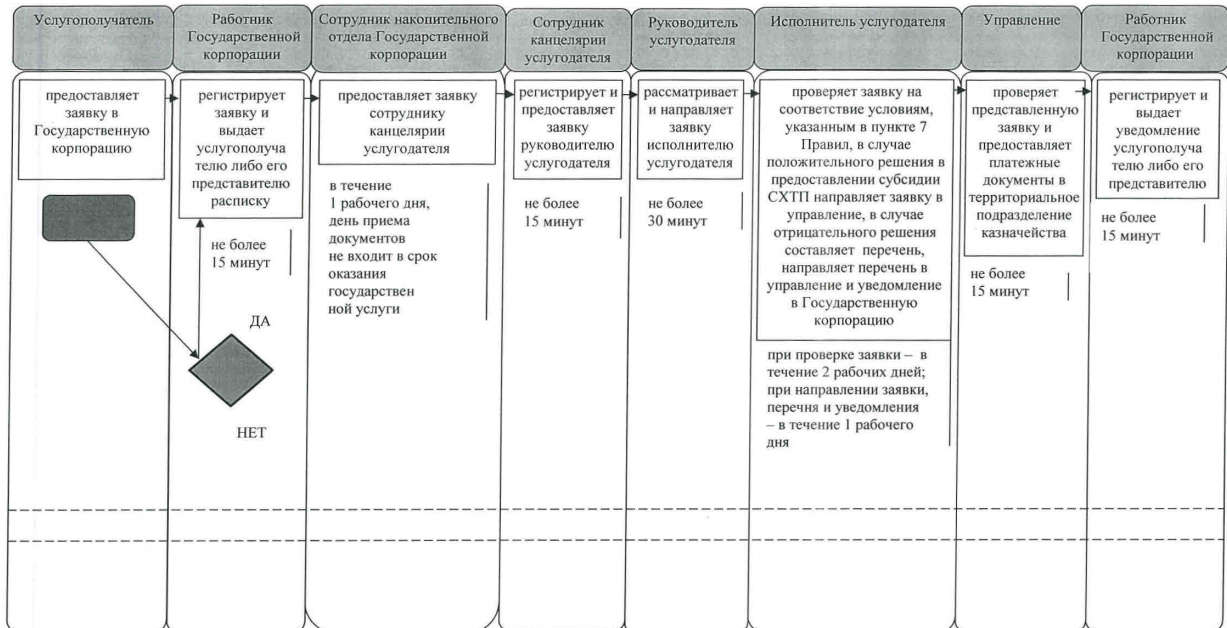 Услугополучатель
Работник
Государственной
корпорации
Сотрудник накопительного
отдела Государственной
корпорации
Сотрудник
канцелярии
услугодателя
Руководитель
услугодателя
Исполнитель услугодателя
Управление
Работник
Государственной
корпорации
предоставляет
заявку в
Государственную
корпорацию
регистрирует
заявку и
выдает
услугополуча
телю либо его
представителю
расписку
не более
15 минут
ДА
НЕТ
предоставляет заявку
сотруднику
канцелярии
услугодателя
в течение
1 рабочего дня,
день приема
документов
не входит в срок
оказания
государствен
ной услуги
регистрирует и
предоставляет
заявку
руководителю
услугодателя
не более
15 минут
рассматривает
и направляет
заявку
исполнителю
услугодателя
не более
30 минут
проверяет заявку на
соответствие условиям,
указанным в пункте 7
Правил, в случае
положительного решения в
предоставлении субсидии
СХТП направляет заявку в
управление, в случае
отрицательного решения
составляет перечень,
направляет перечень в
управление и уведомление
в Государственную
корпорацию
при проверке заявки – в
течение 2 рабочих дней;
при направлении заявки,
перечня и уведомления
– в течение 1 рабочего
дня
проверяет
представленную
заявку и
предоставляет
платежные
документы в
территориальное
подразделение
казначейства
не более
15 минут
регистрирует и
выдает
уведомление
услугополуча
телю либо его
представителю
не более
15 минут